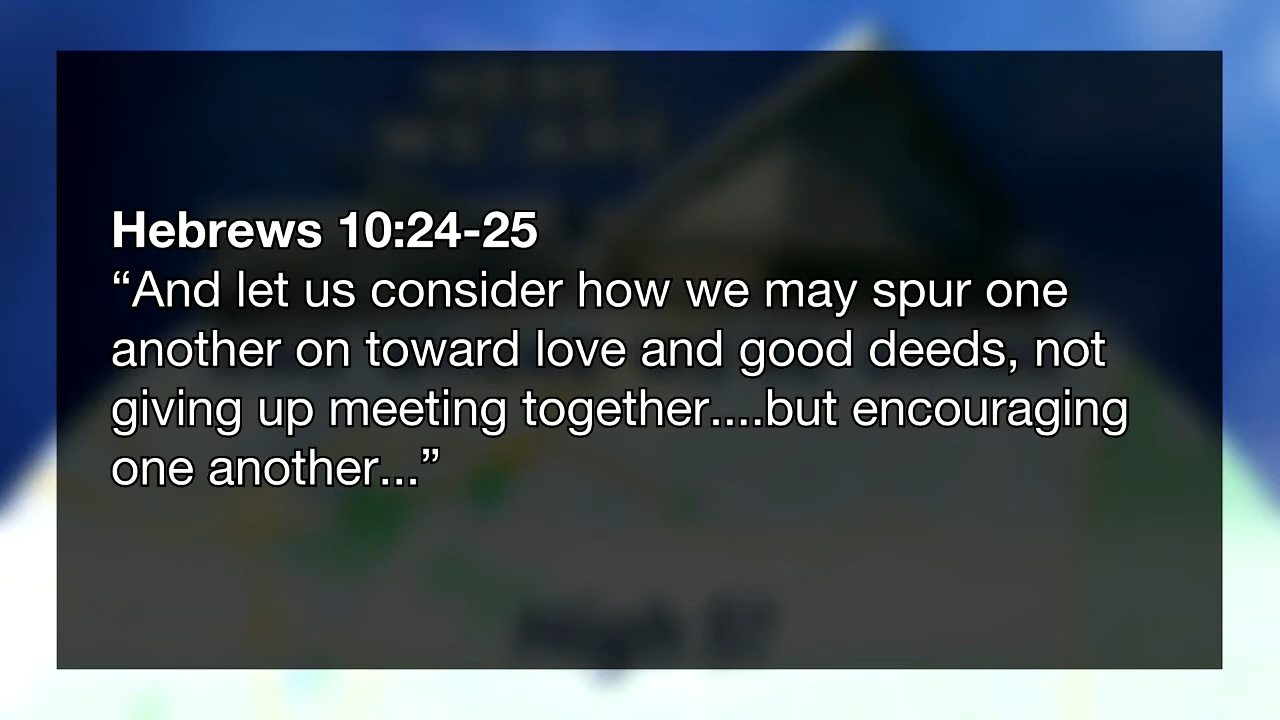 Hebrews 10:24-25
“And let us consider how we may spur one
another on toward love and good deeds, not
giving up meeting together....but encouraging
one another...”